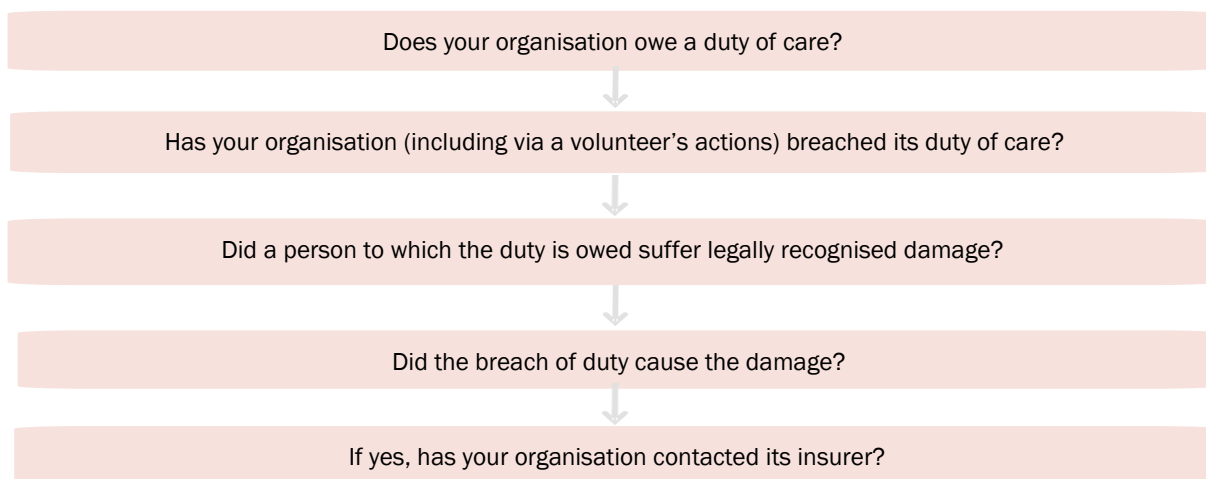 Does your organisation owe a duty of care?
Has your organisation (including via a volunteer’s actions) breached its duty of care?
Did a person to which the duty is owed suffer legally recognised damage?
Did the breach of duty cause the damage?
If yes, has your organisation contacted its insurer?